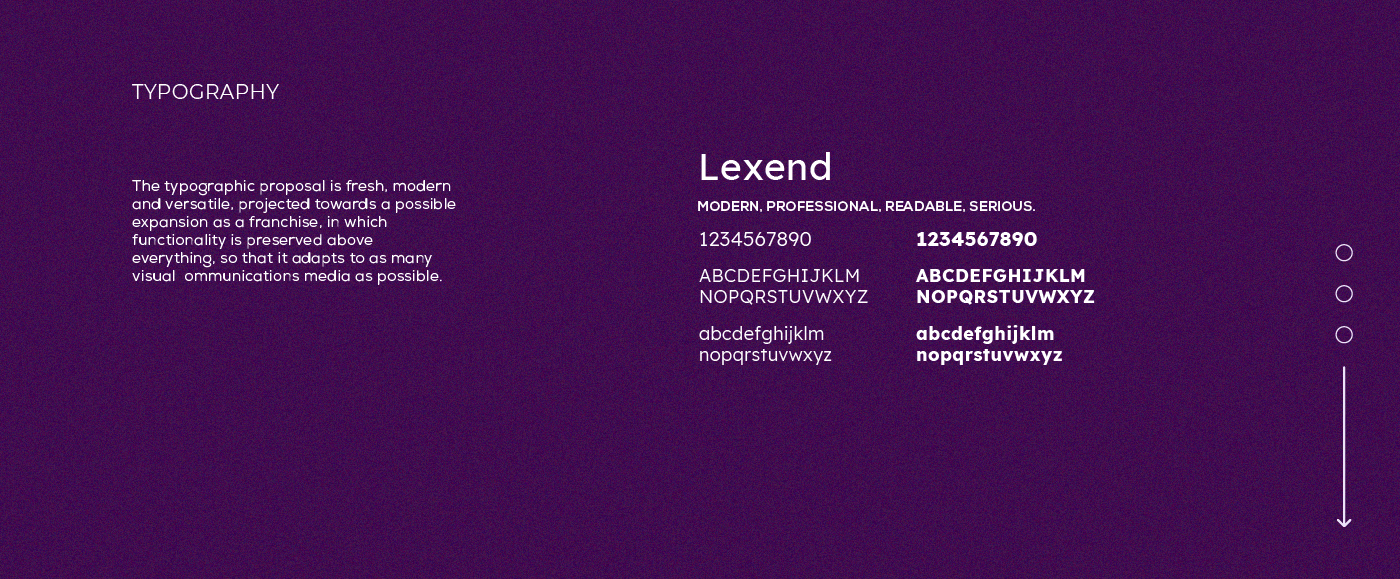 TYPOGRAPHY
The typographic proposal is fresh, modern
and versatile, projected towards a possible
expansion as a franchise, in which
functionality is preserved above
everything, so that it adapts to as many
visual  ommunications media as possible.
Lexend
MODERN, PROFESSIONAL, READABLE, SERIOUS.
1234567890
ABCDEFGHIJKLM
NOPQRSTUVWXYZ
abcdefghijklm
nopqrstuvwxyz
1234567890
ABCDEFGHIJKLM
NOPQRSTUVWXYZ
abcdefghijklm
nopqrstuvwxyz